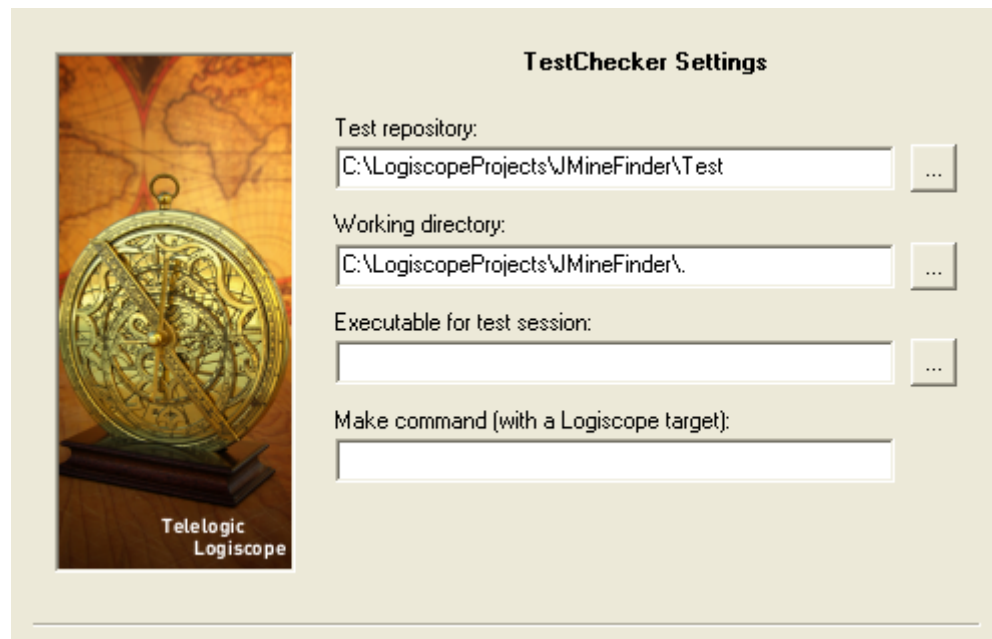 TestChecker Settings
Test repository:
C:\LogiscopeProjects\JMineFinder\Test
...
Working directory:
C:\LogiscopeProjects\JMineFinder\.
...
Executable for test session:
...
Make command (with a Logiscope target):
Telelogic
Logiscope